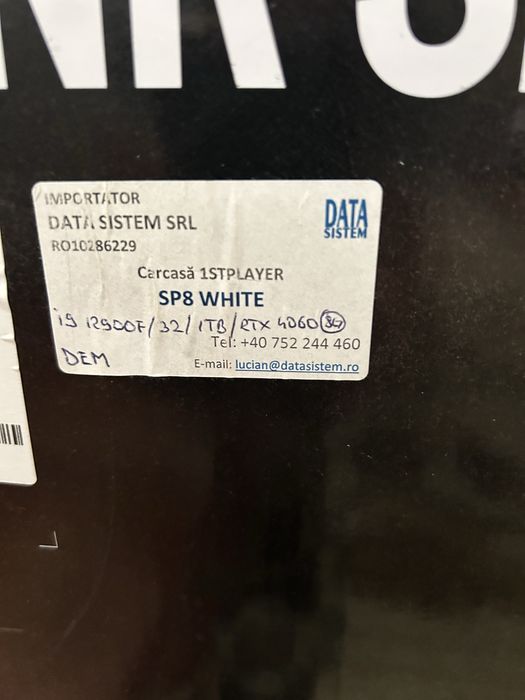 IMPORTATOR
DATA SISTEM SRL
RO10286229
DATA
SISTEM
Carcasă 1STPLAYER
SP8 WHITE
i9 12900F/32/1TB/RTX 4060 8G
Tel: +40 752 244 460
DEM
E-mail: lucian@datasistem.ro